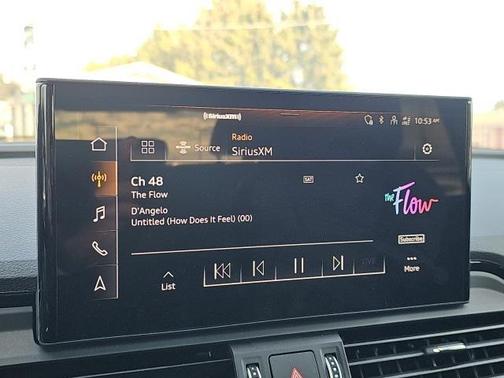 ((SiriusXM))
10:53 AM
Radio
Source
SiriusXM
Ch 48
SAT
The Flow
D'Angelo
Untitled (How Does It Feel) (00)
the Flow
Subscribe
List
LIVE
More